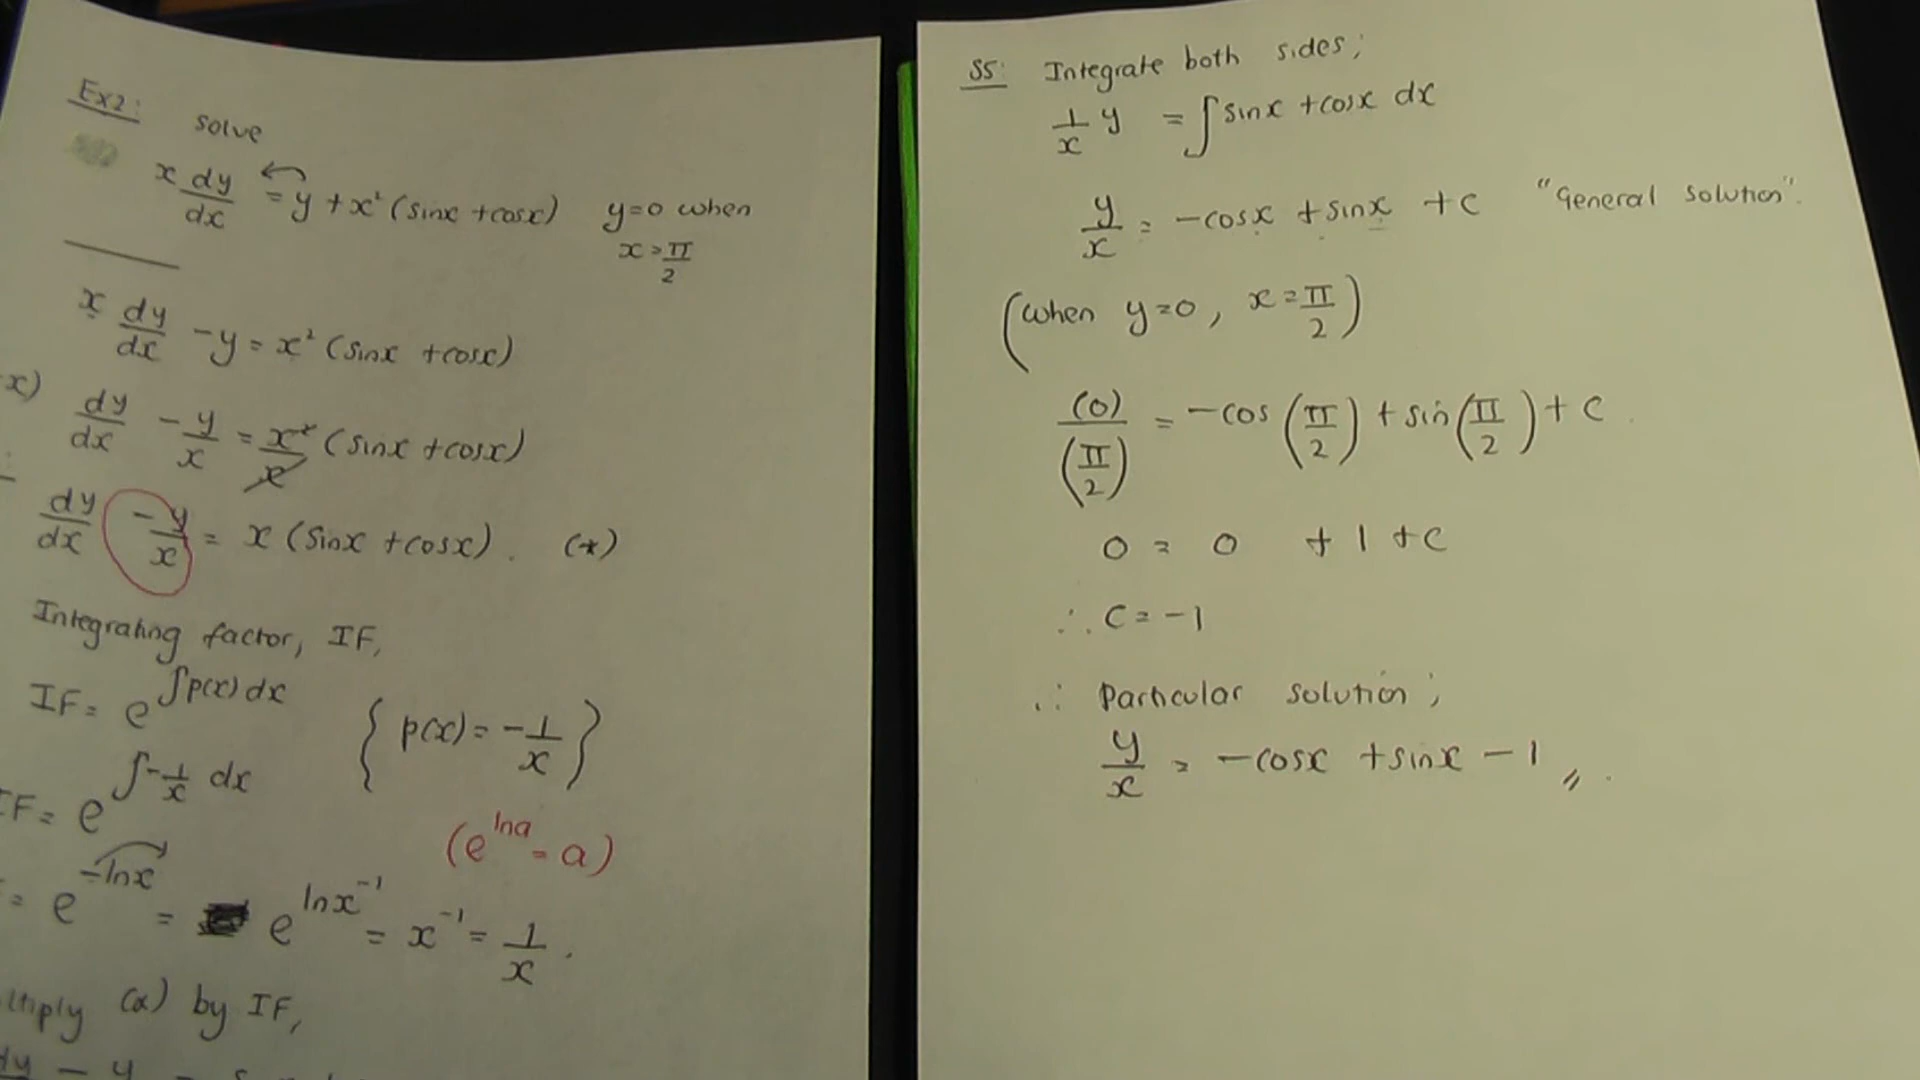 Ex2: solve
x dy/dx = y + x² (sinx + cosx)   y=0 when
x = π/2
x dy/dx - y = x² (sinx + cosx)
x) dy/dx - y/x = x²/x (sinx + cosx)
dy/dx - y/x = x (sinx + cosx). (*)
Integrating factor, IF,
IF = e^∫p(x)dx   {p(x) = -1/x}
IF = e^∫-1/x dx
(e^lna = a)
= e^-lnx = e^lnx^-1 = x^-1 = 1/x.
ltiply (*) by IF,
S5: Integrate both sides;
1/x y = ∫sinx + cosx dx
y/x = -cosx + sinx + c "General solution".
(when y=0, x = π/2)
(0)/(π/2) = -cos(π/2) + sin(π/2) + c.
0 = 0 + 1 + c
∴ c = -1
∴ Particular solution;
y/x = -cosx + sinx - 1 //.